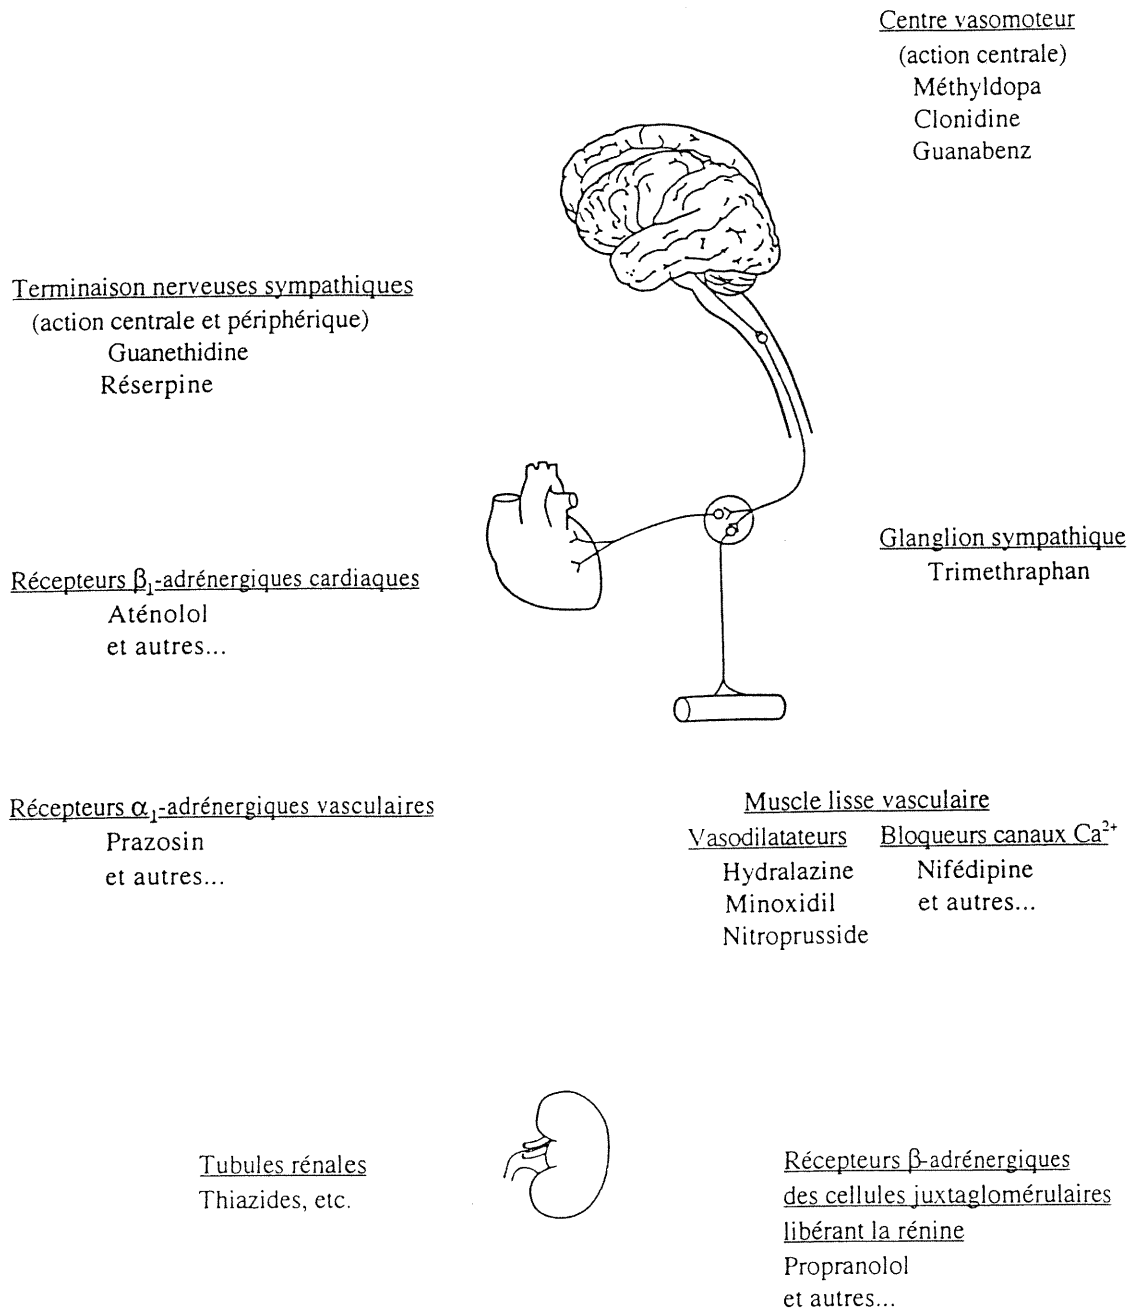 Centre vasomoteur
(action centrale)
Méthyldopa
Clonidine
Guanabenz
Terminaison nerveuses sympathiques
(action centrale et périphérique)
Guanethidine
Réserpine
Glanglion sympathique
Trimethraphan
Récepteurs β₁-adrénergiques cardiaques
Aténolol
et autres...
Récepteurs α₁-adrénergiques vasculaires
Prazosin
et autres...
Muscle lisse vasculaire
Vasodilatateurs
Hydralazine
Minoxidil
Nitroprusside
Bloqueurs canaux Ca²⁺
Nifédipine
et autres...
Tubules rénales
Thiazides, etc.
Récepteurs β-adrénergiques
des cellules juxtaglomérulaires
libérant la rénine
Propranolol
et autres...